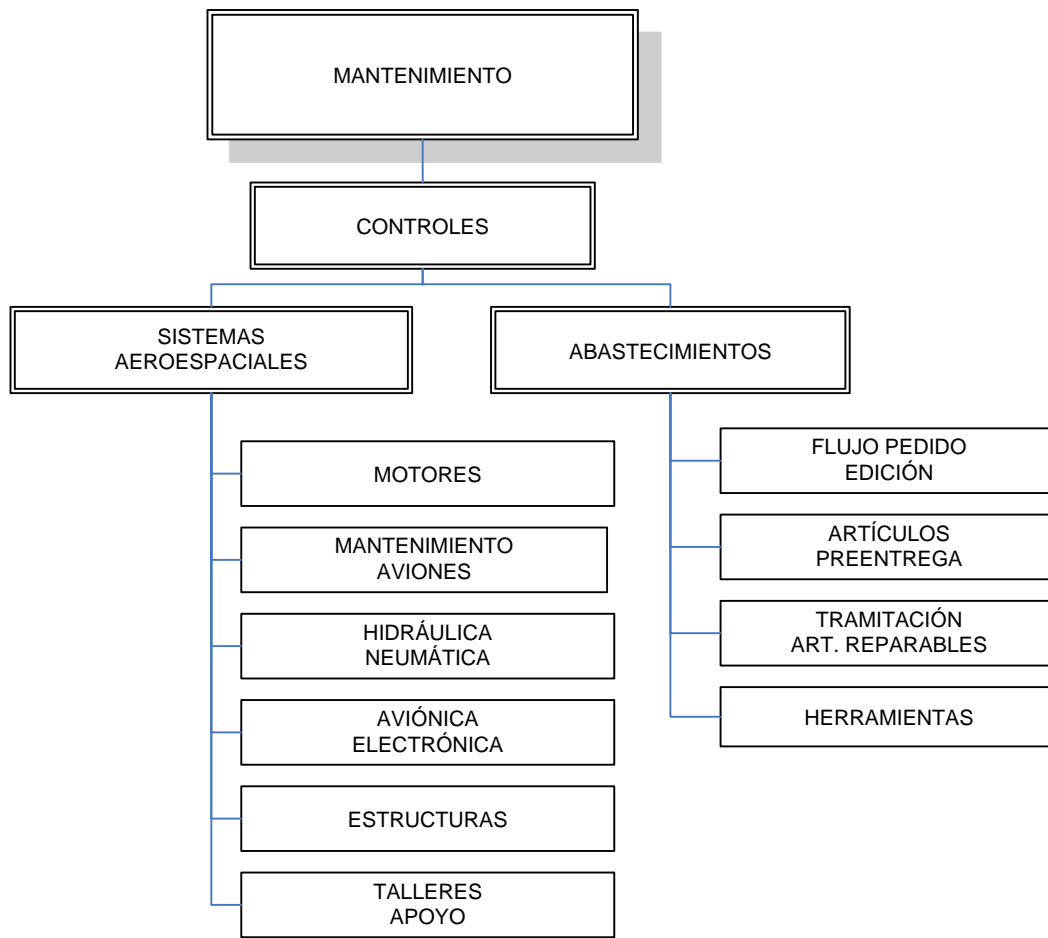 MANTENIMIENTO
CONTROLES
SISTEMAS
AEROESPACIALES
ABASTECIMIENTOS
MOTORES
MANTENIMIENTO
AVIONES
HIDRÁULICA
NEUMÁTICA
AVIÓNICA
ELECTRÓNICA
ESTRUCTURAS
TALLERES
APOYO
FLUJO PEDIDO
EDICIÓN
ARTÍCULOS
PREENTREGA
TRAMITACIÓN
ART. REPARABLES
HERRAMIENTAS